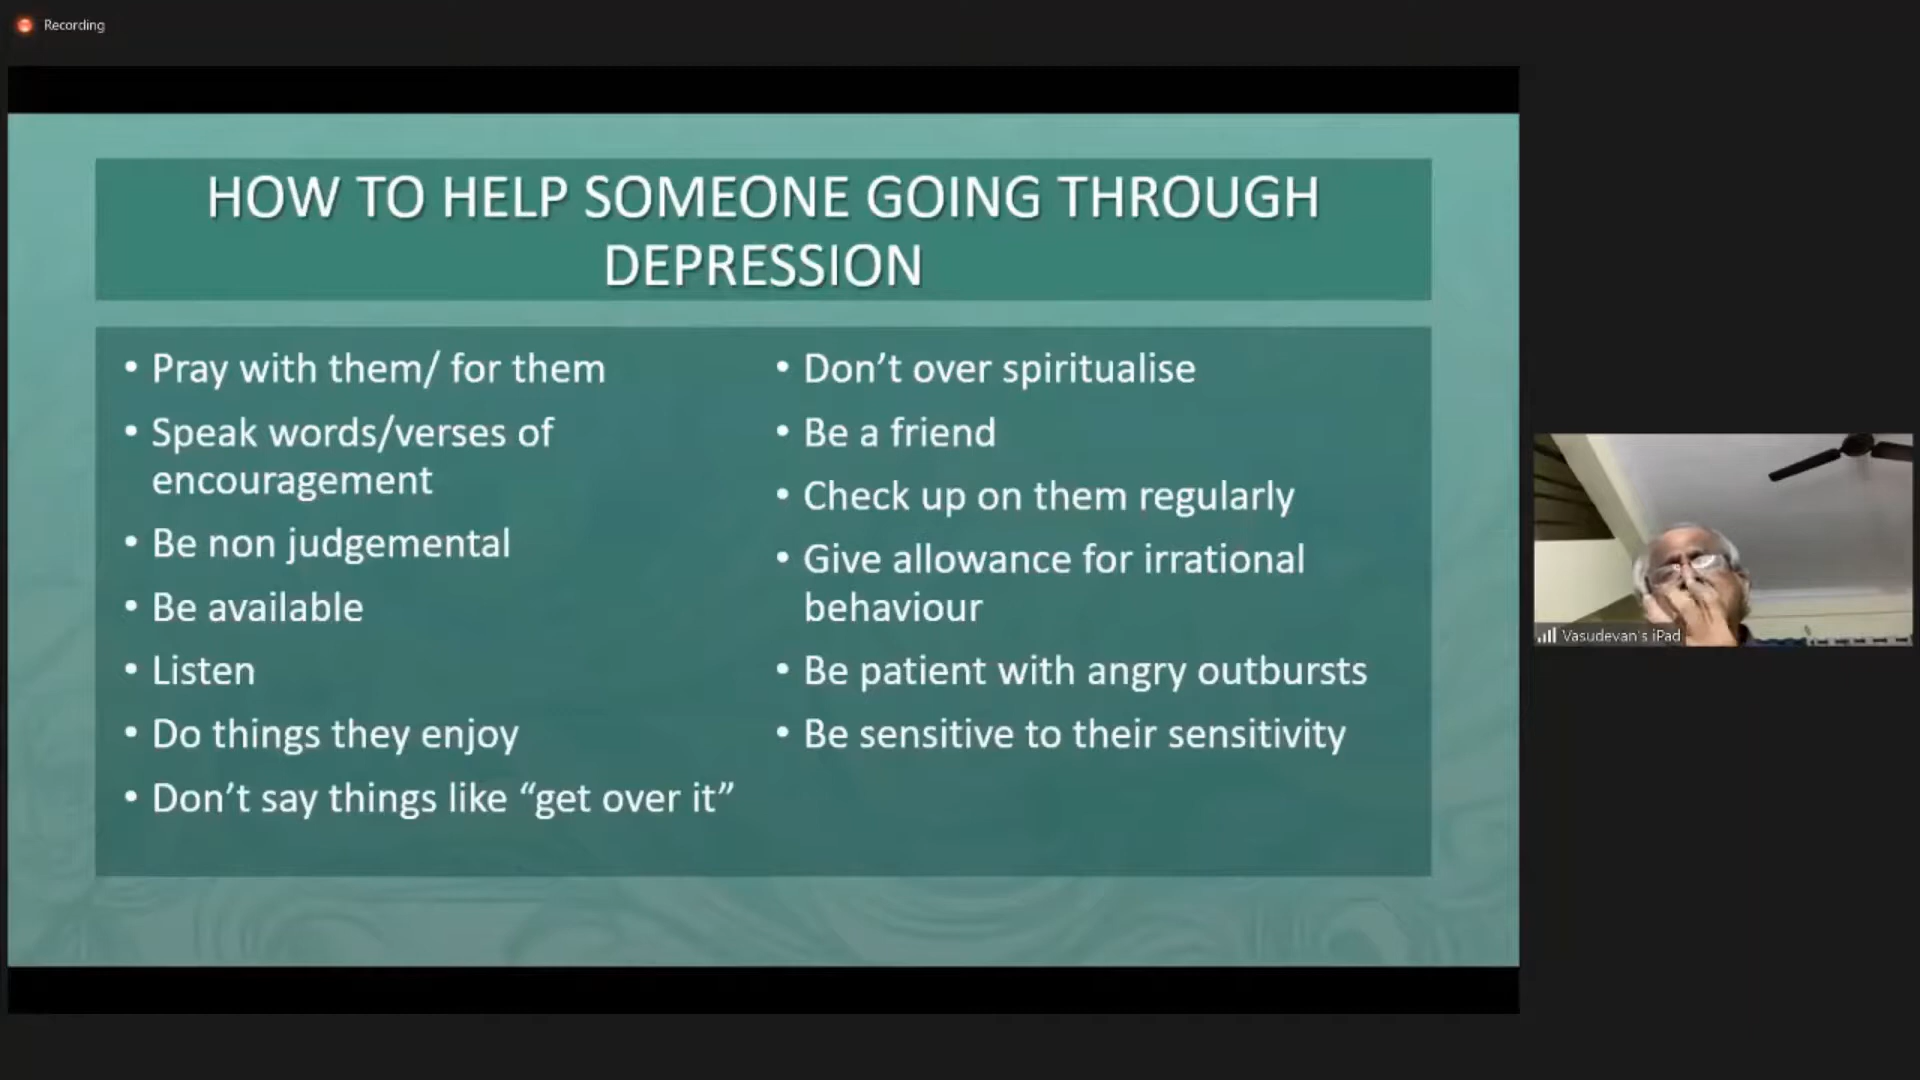 Recording
HOW TO HELP SOMEONE GOING THROUGH
DEPRESSION
• Pray with them/ for them
• Speak words/verses of
encouragement
• Be non judgemental
• Be available
• Listen
• Do things they enjoy
• Don’t say things like “get over it”
• Don’t over spiritualise
• Be a friend
• Check up on them regularly
• Give allowance for irrational
behaviour
• Be patient with angry outbursts
• Be sensitive to their sensitivity
Vasudevan's iPad